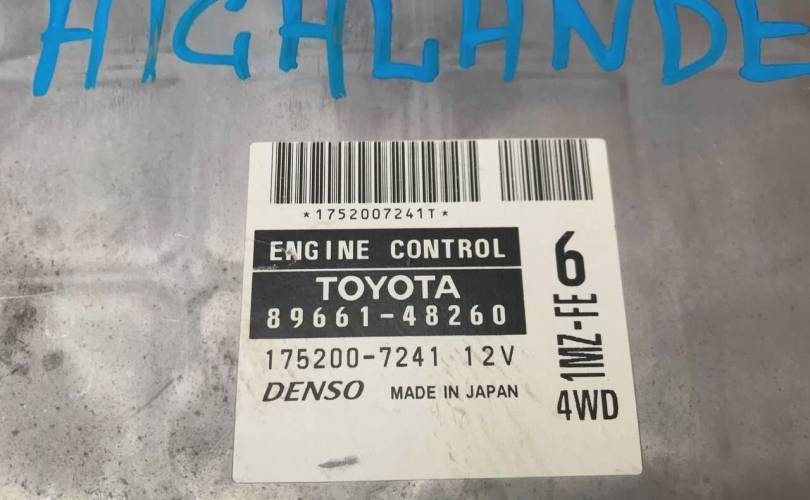 HIGHLANDE
*1752007241T*
ENGINE CONTROL
TOYOTA
89661-48260
175200-7241 12V
DENSO MADE IN JAPAN
6
1MZ-FE
4WD